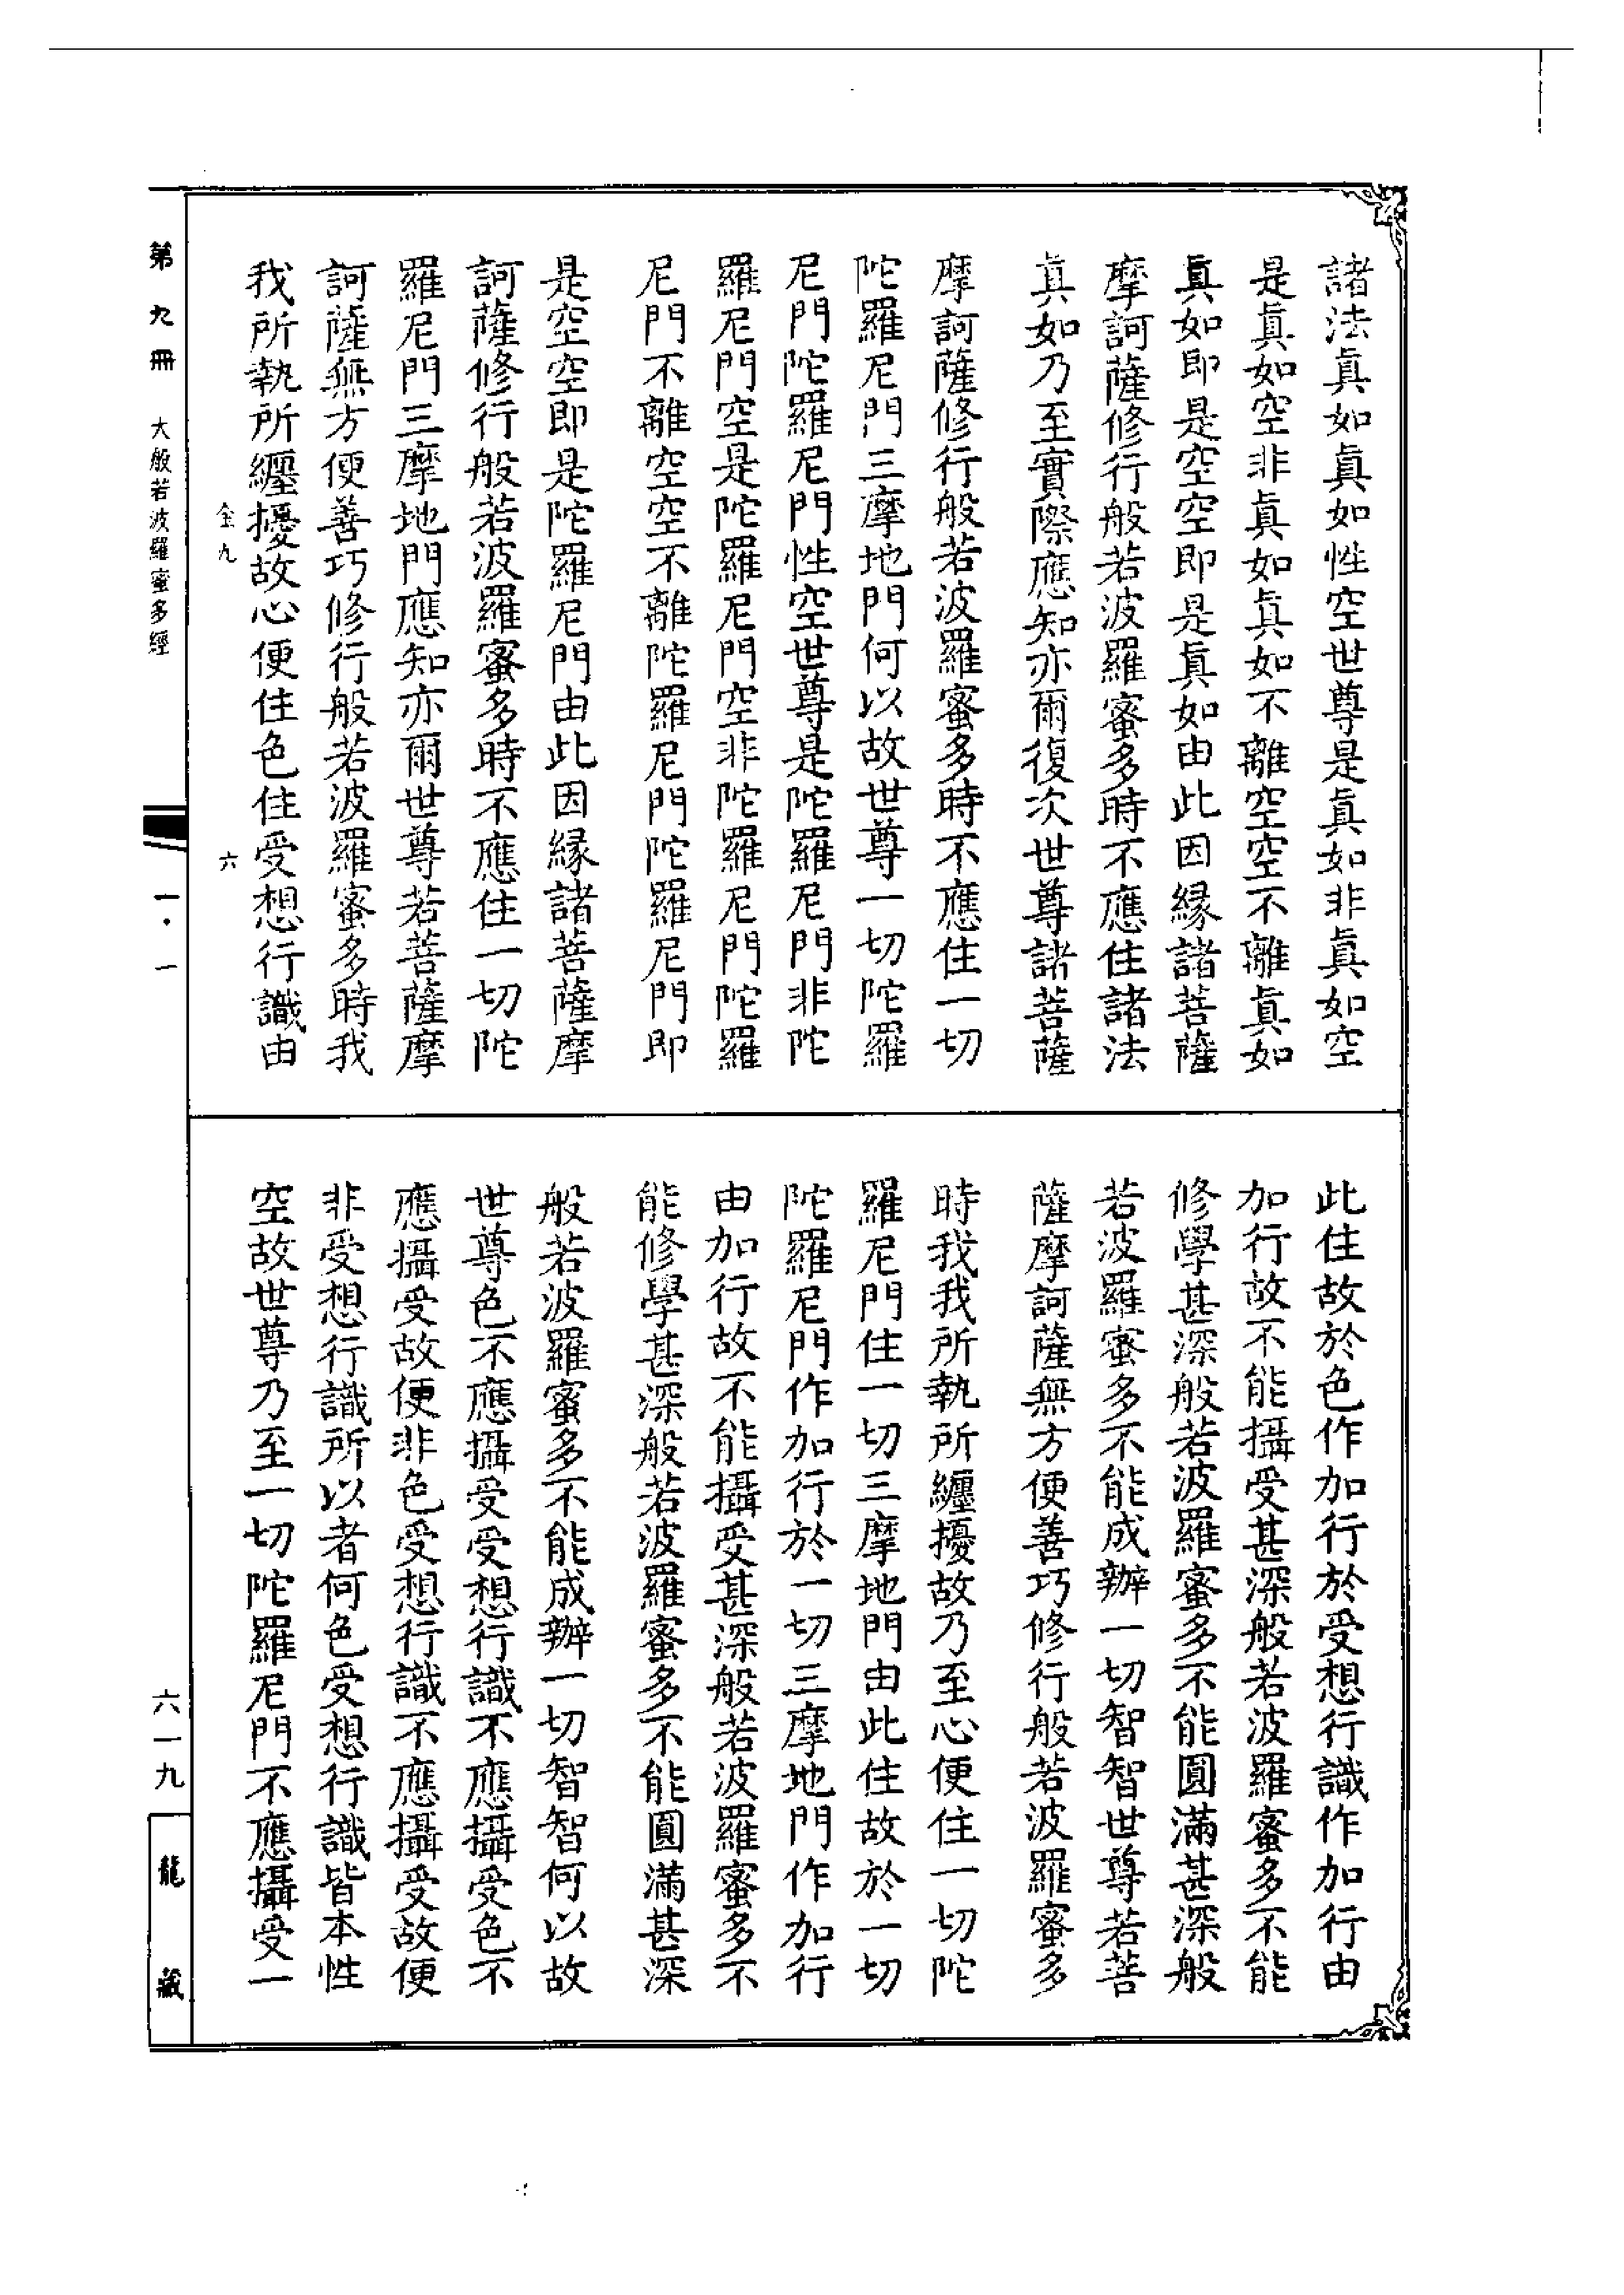 諸法眞如眞如性空世尊是眞如非眞如空
是眞如空非眞如眞如不離空空不離眞如
眞如即是空空即是眞如由此因緣諸菩薩
摩訶薩修行般若波羅蜜多時不應住諸法
眞如乃至實際應知亦爾復次世尊諸菩薩
摩訶薩修行般若波羅蜜多時不應住一切
陀羅尼門三摩地門何以故世尊一切陀羅
尼門陀羅尼門性空世尊是陀羅尼門非陀
羅尼門空是陀羅尼門空非陀羅尼門陀羅
尼門不離空空不離陀羅尼門陀羅尼門即
是空空即是陀羅尼門由此因緣諸菩薩摩
訶薩修行般若波羅蜜多時不應住一切陀
羅尼門三摩地門應知亦爾世尊若菩薩摩
訶薩無方便善巧修行般若波羅蜜多時我
我所執所纏擾故心便住色住受想行識由
此住故於色作加行於受想行識作加行由
加行故不能攝受甚深般若波羅蜜多不能
修學甚深般若波羅蜜多不能圓滿甚深般
若波羅蜜多不能成辦一切智智世尊若菩
薩摩訶薩無方便善巧修行般若波羅蜜多
時我我所執所纏擾故乃至心便住一切陀
羅尼門住一切三摩地門由此住故於一切
陀羅尼門作加行於一切三摩地門作加行
由加行故不能攝受甚深般若波羅蜜多不
能修學甚深般若波羅蜜多不能圓滿甚深
般若波羅蜜多不能成辦一切智智何以故
世尊色不應攝受受想行識不應攝受色不
應攝受故便非色受想行識不應攝受故便
非受想行識所以者何色受想行識皆本性
空故世尊乃至一切陀羅尼門不應攝受一
金九 六
第九冊 大般若波羅蜜多經 一·一 六一九 龍藏